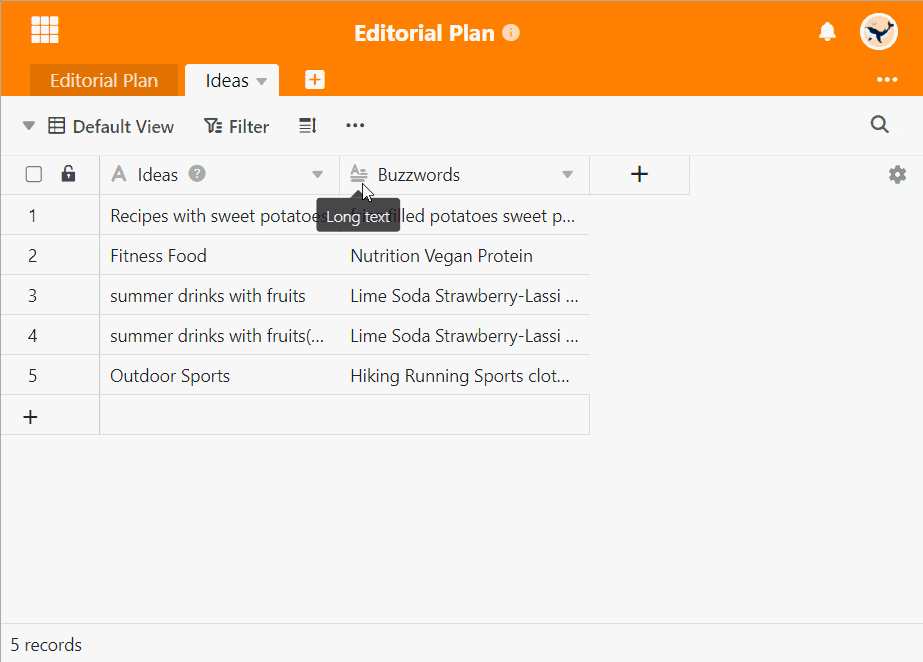 Editorial Plan
Editorial Plan Ideas
Default View Filter
Ideas Buzzwords
Long text
1 Recipes with sweet potatoes filled potatoes sweet p...
2 Fitness Food Nutrition Vegan Protein
3 summer drinks with fruits Lime Soda Strawberry-Lassi ...
4 summer drinks with fruits(... Lime Soda Strawberry-Lassi ...
5 Outdoor Sports Hiking Running Sports clot...
5 records